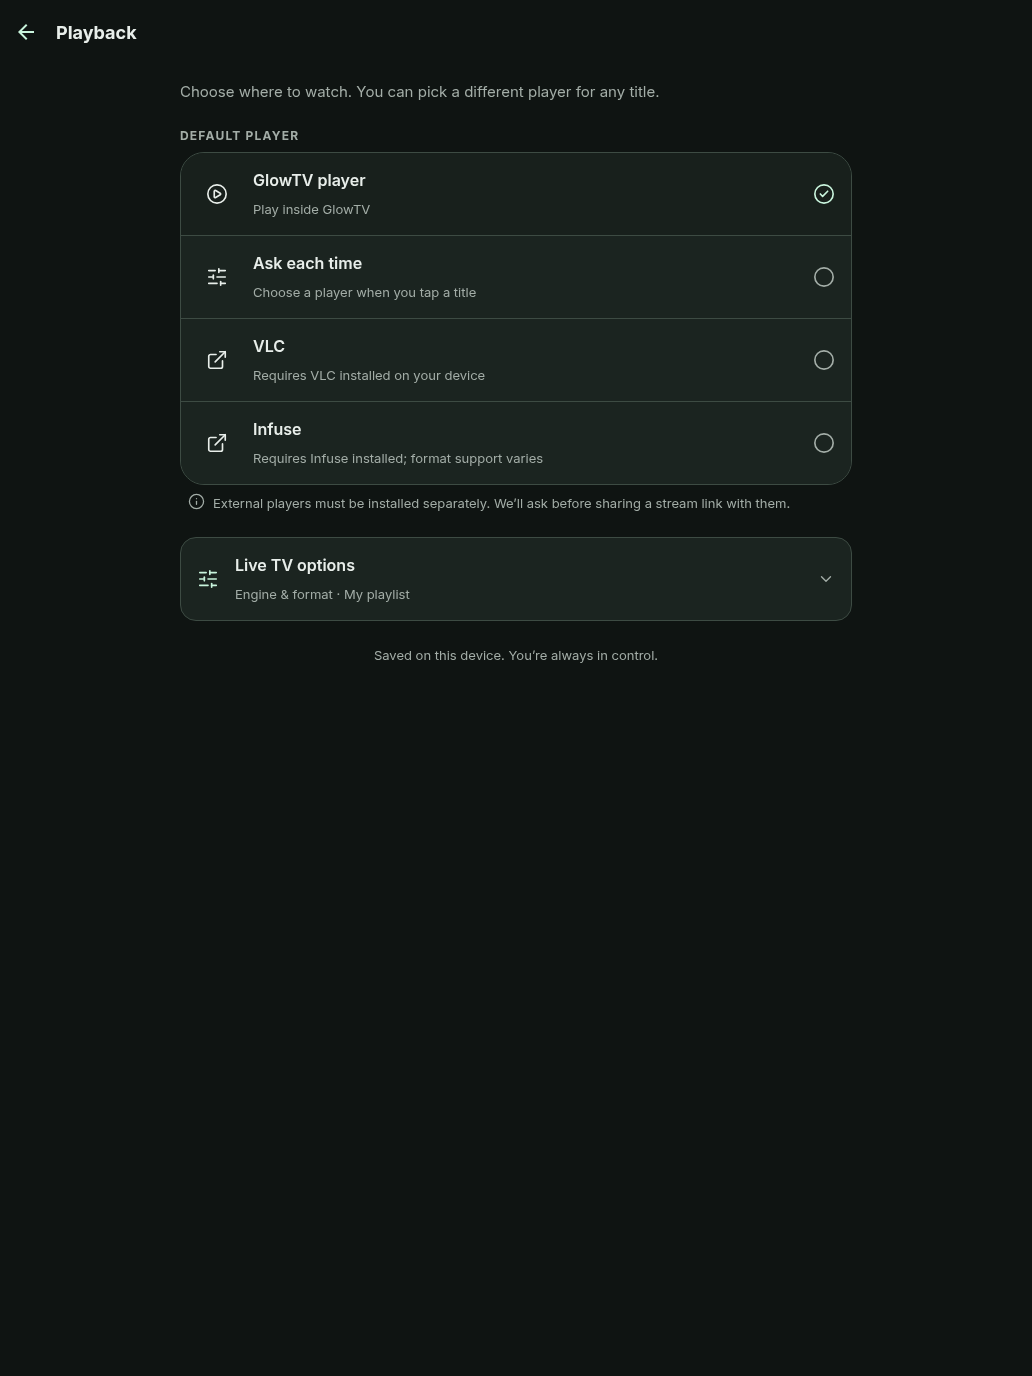 Playback
Choose where to watch. You can pick a different player for any title.
DEFAULT PLAYER
GlowTV player
Play inside GlowTV
Ask each time
Choose a player when you tap a title
VLC
Requires VLC installed on your device
Infuse
Requires Infuse installed; format support varies
External players must be installed separately. We’ll ask before sharing a stream link with them.
Live TV options
Engine & format · My playlist
Saved on this device. You’re always in control.